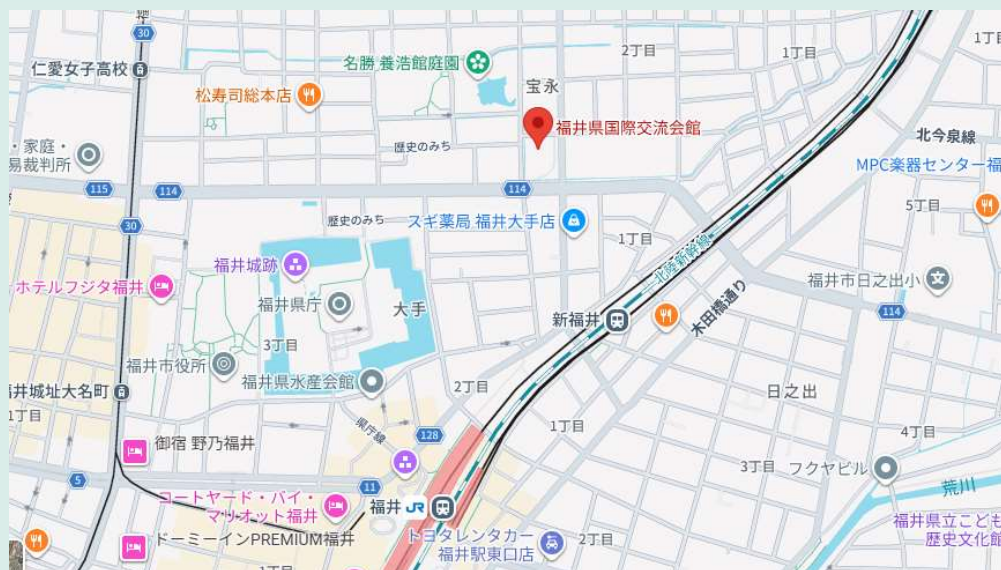 30
2丁目
1丁目
1丁
仁愛女子高校
名勝 養浩館庭園
宝永
松寿司総本店
福井県国際交流会館
北今泉線
・家庭・
易裁判所
歴史のみち
MPC楽器センター福
115
114
114
5丁目
30
歴史のみち
スギ薬局 福井大手店
1丁目
北陸新幹線
福井城跡
ホテルフジタ福井
福井県庁
大手
福井市日之出小
新福井
木田橋通り
114
3丁目
福井市役所
福井県水産会館
2丁目
日之出
福井城址大名町
1丁目
県庁線
128
1丁目
4丁目
御宿 野乃福井
3丁目
フクヤビル
5
11
荒川
コートヤード・バイ・
マリオット福井
福井
JR
福井県立こども
歴史文化館
ドーミーインPREMIUM福井
トヨタレンタカー
福井駅東口店
2丁目
1丁目